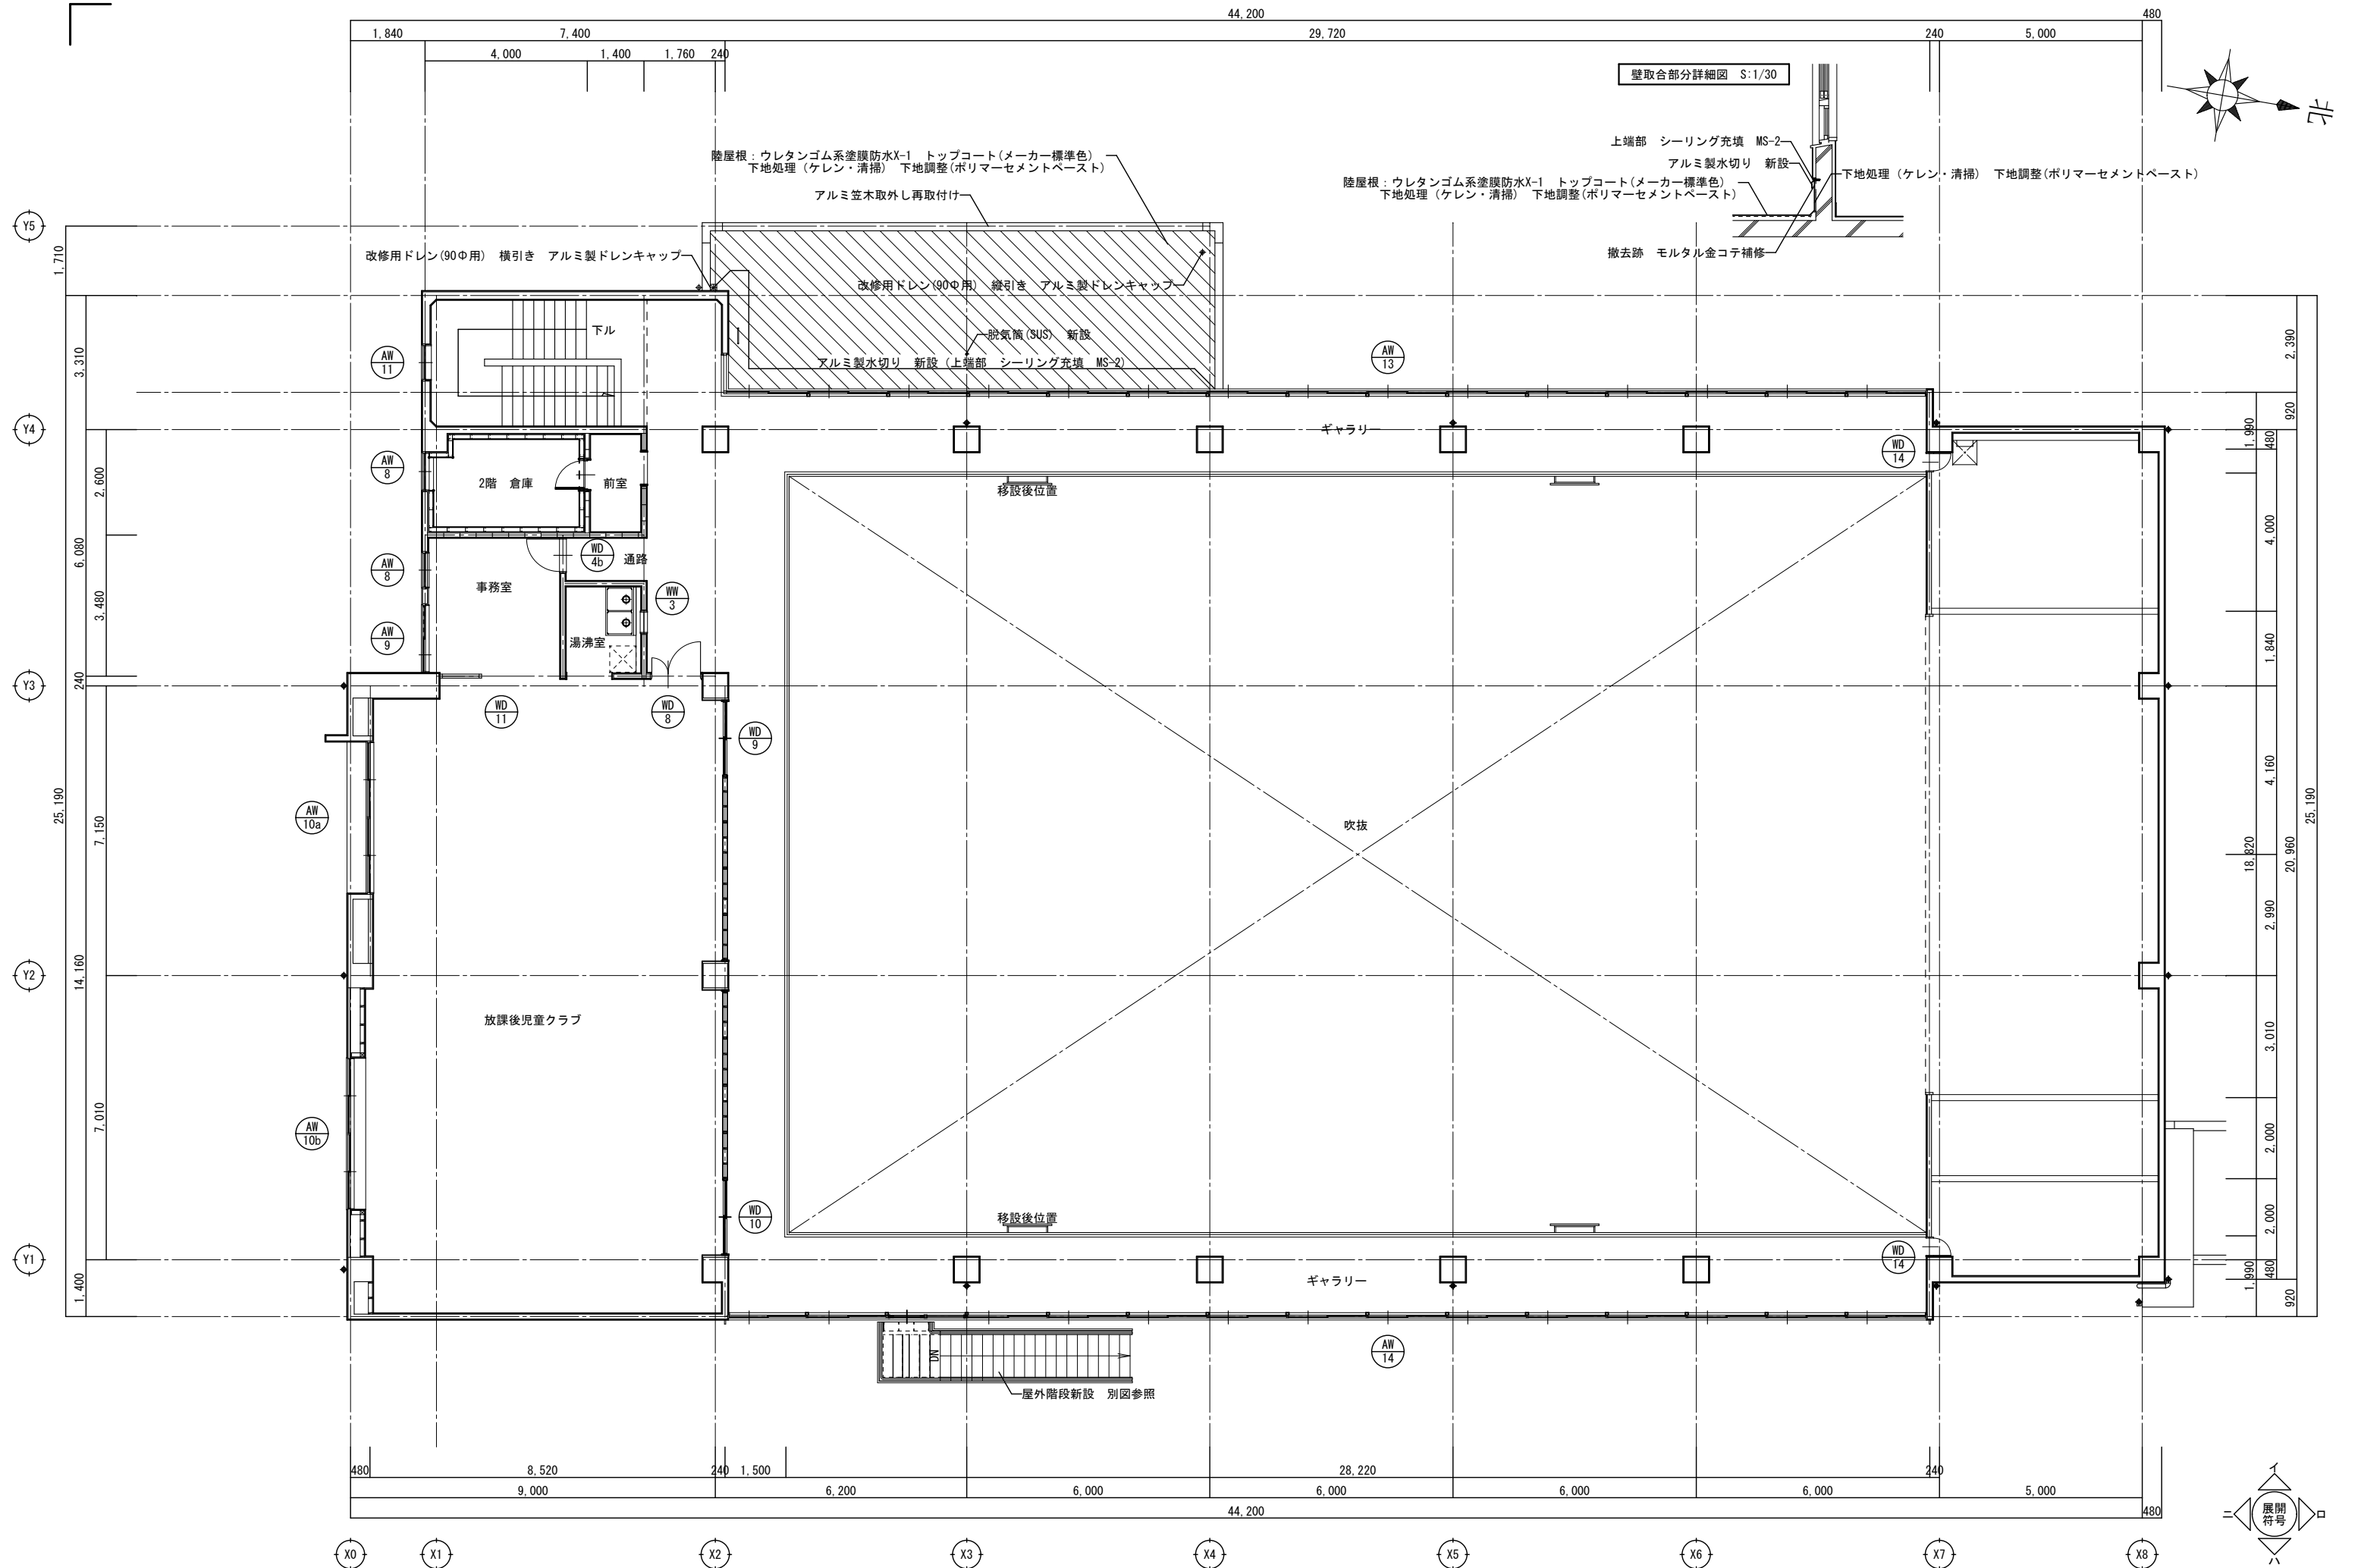 44,200
480
1,840
7,400
29,720
240
5,000
4,000
1,400
1,760
240
壁取合部分詳細図 S:1/30
北
上端部 シーリング充填 MS-2
アルミ製水切り 新設
下地処理(ケレン・清掃) 下地調整(ポリマーセメントペースト)
陸屋根:ウレタンゴム系塗膜防水X-1 トップコート(メーカー標準色)
下地処理(ケレン・清掃) 下地調整(ポリマーセメントペースト)
撤去跡 モルタル金コテ補修
陸屋根:ウレタンゴム系塗膜防水X-1 トップコート(メーカー標準色)
下地処理(ケレン・清掃) 下地調整(ポリマーセメントペースト)
アルミ笠木取外し再取付け
改修用ドレン(90Φ用) 横引き アルミ製ドレンキャップ
改修用ドレン(90Φ用) 縦引き アルミ製ドレンキャップ
脱気筒(SUS) 新設
アルミ製水切り 新設(上端部 シーリング充填 MS-2)
Y5
Y4
Y3
Y2
Y1
1,710
3,310
2,600
6,080
3,480
240
25,190
7,150
14,160
7,010
1,400
下ル
AW
11
AW
8
AW
8
AW
9
AW
10a
AW
10b
AW
13
AW
14
2階 倉庫
前室
WD
4b
通路
事務室
WW
3
湯沸室
WD
11
WD
8
WD
9
WD
10
WD
14
WD
14
ギャラリー
移設後位置
吹抜
放課後児童クラブ
移設後位置
ギャラリー
DN
屋外階段新設 別図参照
2,390
920
1,990
480
4,000
1,840
4,160
25,190
18,820
20,960
2,990
3,010
2,000
2,000
1,990
480
920
480
8,520
240
1,500
28,220
240
9,000
6,200
6,000
6,000
6,000
6,000
5,000
44,200
480
X0
X1
X2
X3
X4
X5
X6
X7
X8
イ
ニ
展開
符号
ロ
ハ